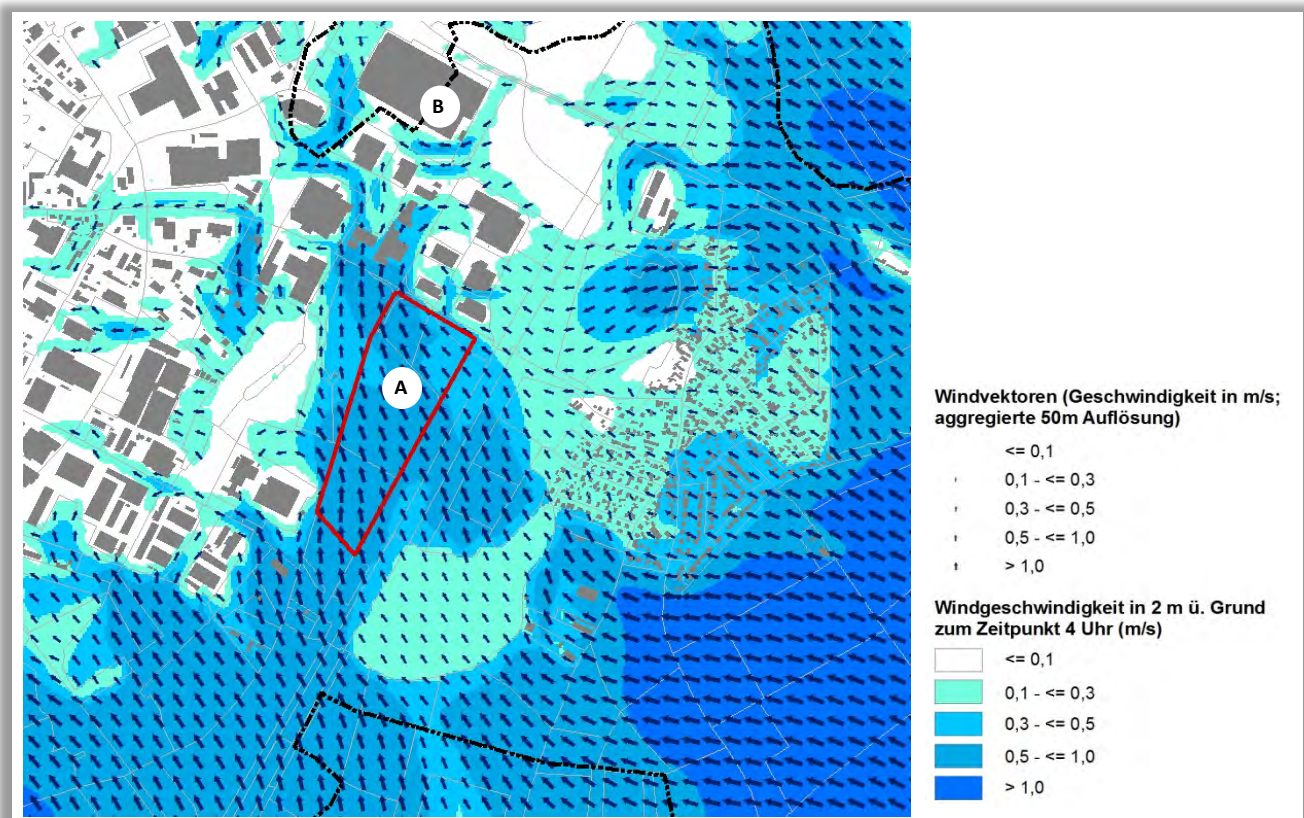 B
A
Windvektoren (Geschwindigkeit in m/s;
aggregierte 50m Auflösung)
<= 0,1
0,1 - <= 0,3
0,3 - <= 0,5
0,5 - <= 1,0
> 1,0
Windgeschwindigkeit in 2 m ü. Grund
zum Zeitpunkt 4 Uhr (m/s)
<= 0,1
0,1 - <= 0,3
0,3 - <= 0,5
0,5 - <= 1,0
> 1,0